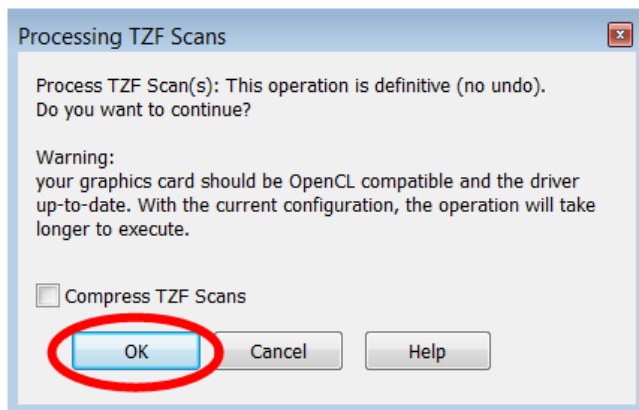 Processing TZF Scans
Process TZF Scan(s): This operation is definitive (no undo).
Do you want to continue?
Warning:
your graphics card should be OpenCL compatible and the driver
up-to-date. With the current configuration, the operation will take
longer to execute.
Compress TZF Scans
OK Cancel Help